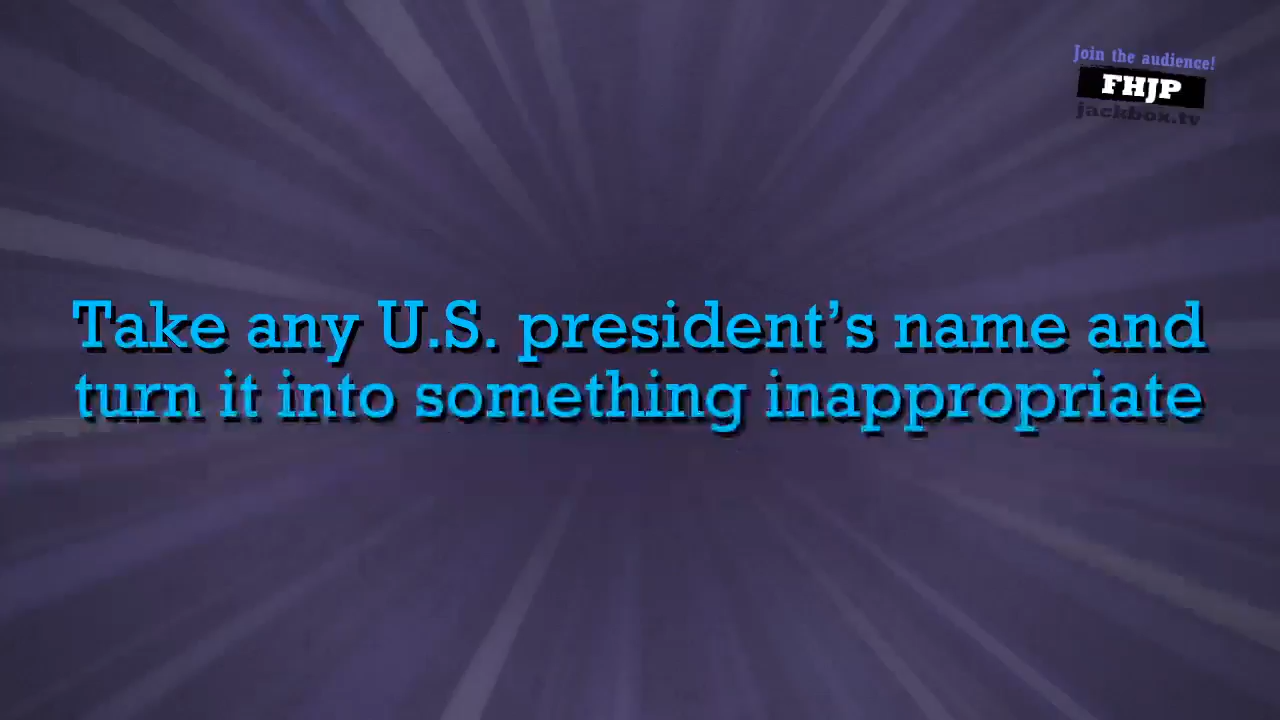 Join the audience!
FHJP
jackbox.tv
Take any U.S. president’s name and
turn it into something inappropriate